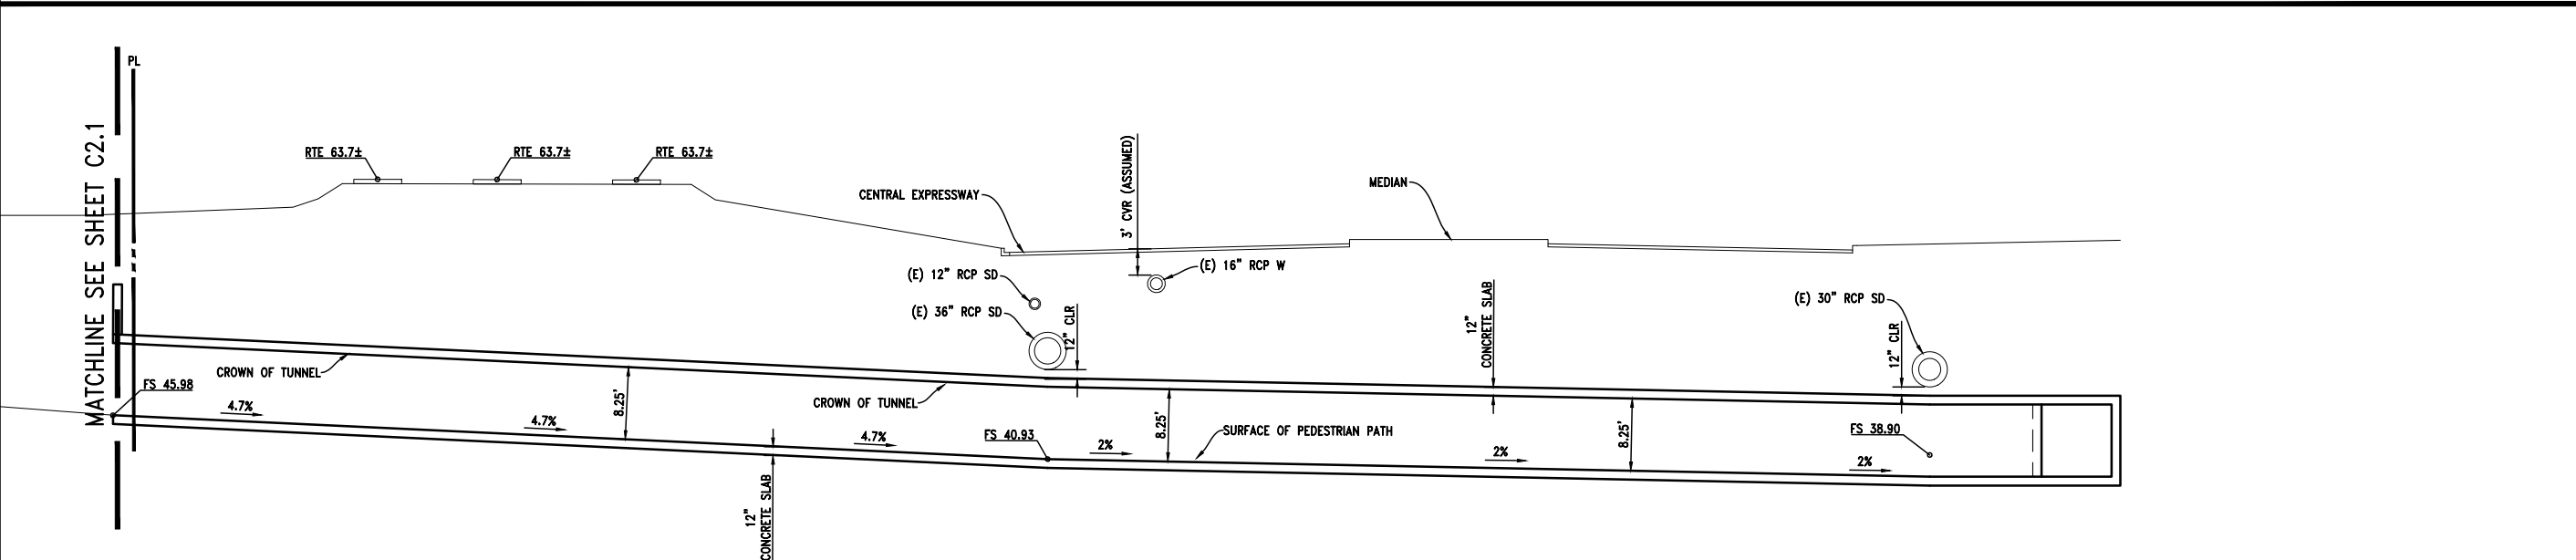 PL
MATCHLINE SEE SHEET C2.1
RTE 63.7±
RTE 63.7±
RTE 63.7±
CENTRAL EXPRESSWAY
3' CVR (ASSUMED)
MEDIAN
(E) 12" RCP SD
(E) 36" RCP SD
(E) 16" RCP W
12" CLR
12"
CONCRETE SLAB
(E) 30" RCP SD
12" CLR
CROWN OF TUNNEL
FS 45.98
4.7%
4.7%
8.25'
CROWN OF TUNNEL
4.7%
FS 40.93
2%
8.25'
SURFACE OF PEDESTRIAN PATH
2%
8.25'
FS 38.90
2%
12"
CONCRETE SLAB